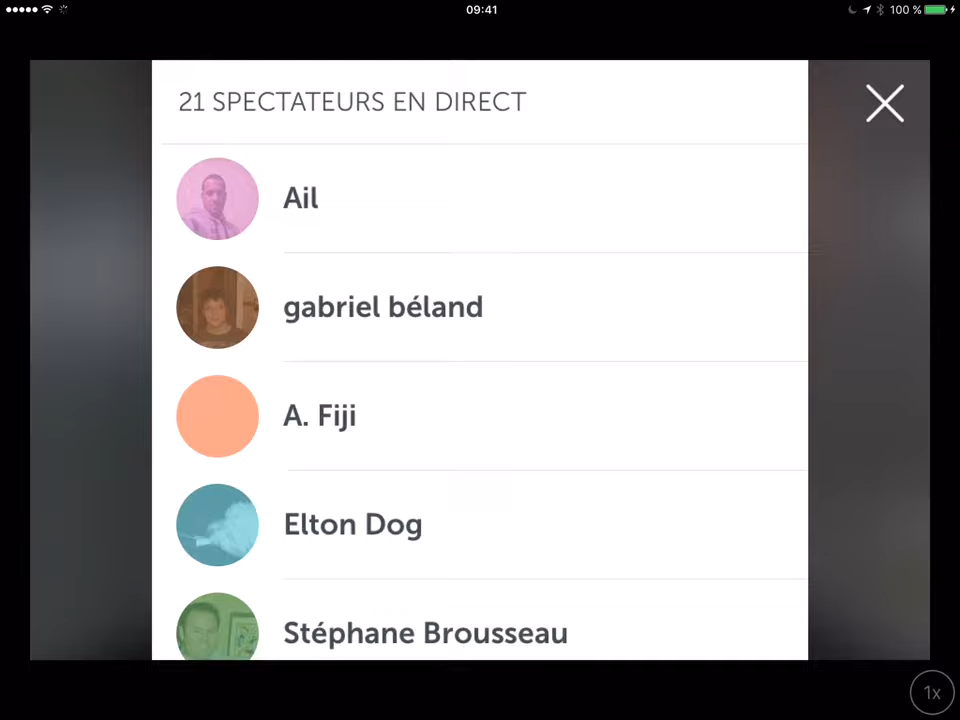 09:41
100 %
21 SPECTATEURS EN DIRECT
Ail
gabriel béland
A. Fiji
Elton Dog
Stéphane Brousseau
1x